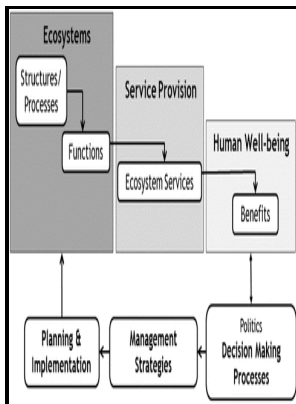 Ecosystems
Structures/
Processes
Service Provision
Functions
Human Well-being
Ecosystem Services
Benefits
Politics
Decision Making
Processes
Management
Strategies
Planning &
Implementation